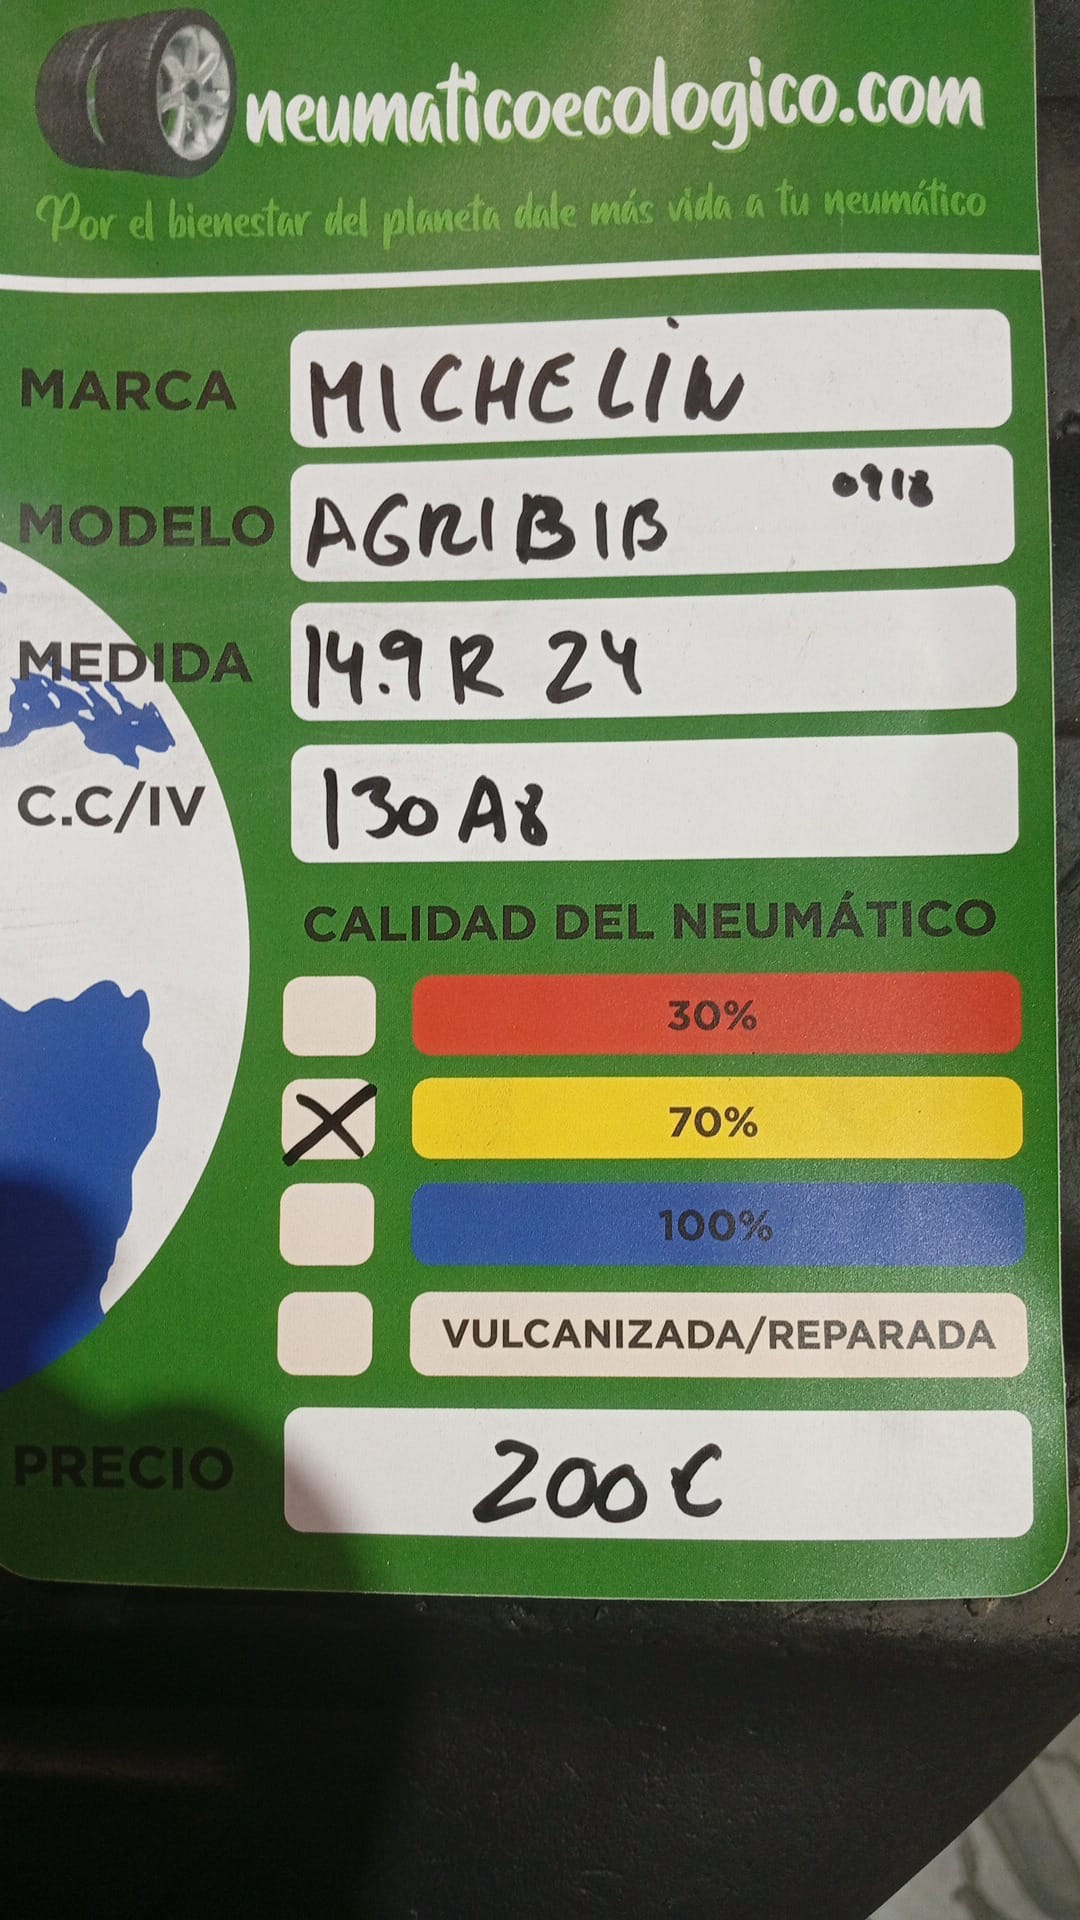 neumaticoecologico.com
Por el bienestar del planeta dale más vida a tu neumático
MARCA MICHELIN
MODELO AGRIBIB 0918
MEDIDA 14.9 R 24
C.C/IV 130 A8
CALIDAD DEL NEUMÁTICO
30%
X 70%
100%
VULCANIZADA/REPARADA
PRECIO 200€